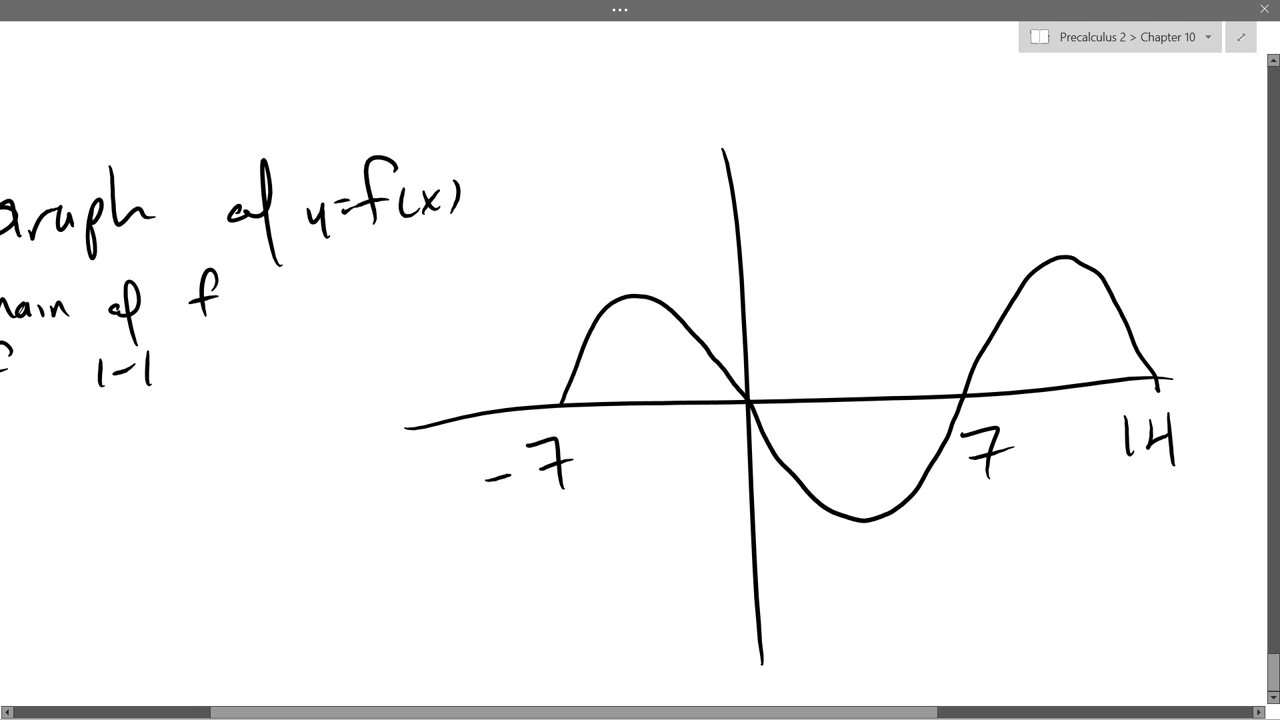 Precalculus 2 > Chapter 10
graph of y=f(x)
main of f
f 1-1
-7
7
14